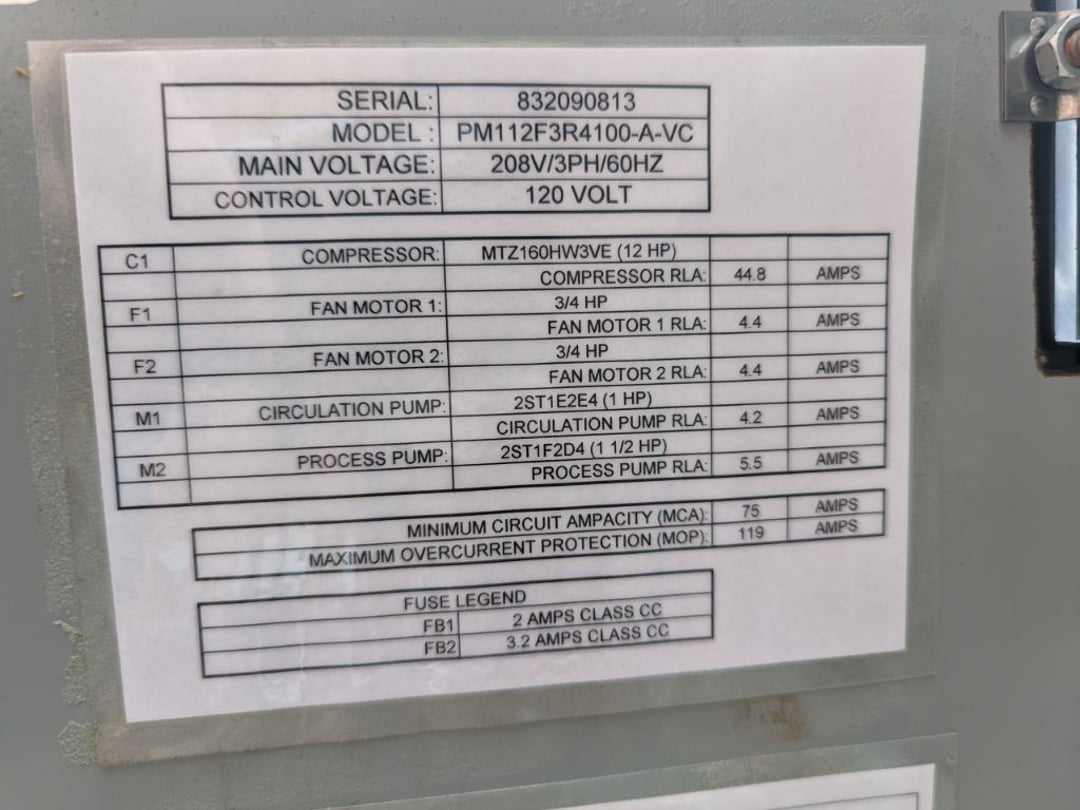 SERIAL: 832090813
MODEL : PM112F3R4100-A-VC
MAIN VOLTAGE: 208V/3PH/60HZ
CONTROL VOLTAGE: 120 VOLT
C1 COMPRESSOR: MTZ160HW3VE (12 HP)
COMPRESSOR RLA: 44.8 AMPS
F1 FAN MOTOR 1: 3/4 HP
FAN MOTOR 1 RLA: 4.4 AMPS
F2 FAN MOTOR 2: 3/4 HP
FAN MOTOR 2 RLA: 4.4 AMPS
M1 CIRCULATION PUMP: 2ST1E2E4 (1 HP)
CIRCULATION PUMP RLA: 4.2 AMPS
M2 PROCESS PUMP: 2ST1F2D4 (1 1/2 HP)
PROCESS PUMP RLA: 5.5 AMPS
MINIMUM CIRCUIT AMPACITY (MCA): 75 AMPS
MAXIMUM OVERCURRENT PROTECTION (MOP): 119 AMPS
FUSE LEGEND
FB1 2 AMPS CLASS CC
FB2 3.2 AMPS CLASS CC